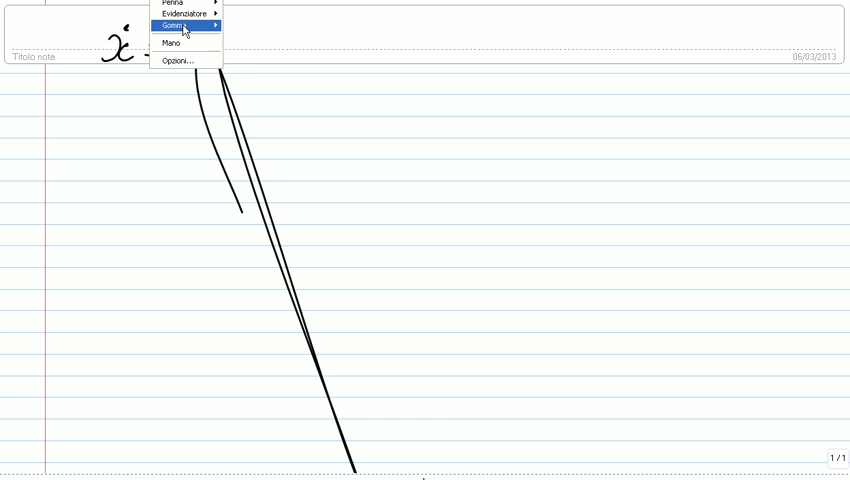 Penna
Evidenziatore
Gomma
Mano
Opzioni...
ẋ
Titolo nota
06/03/2013
1 / 1